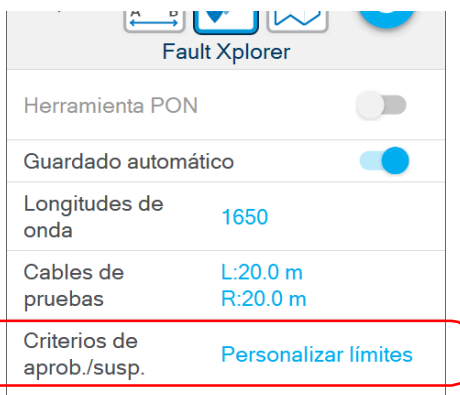 A B
Fault Xplorer
Herramienta PON
Guardado automático
Longitudes de
onda
1650
Cables de
pruebas
L:20.0 m
R:20.0 m
Criterios de
aprob./susp.
Personalizar límites